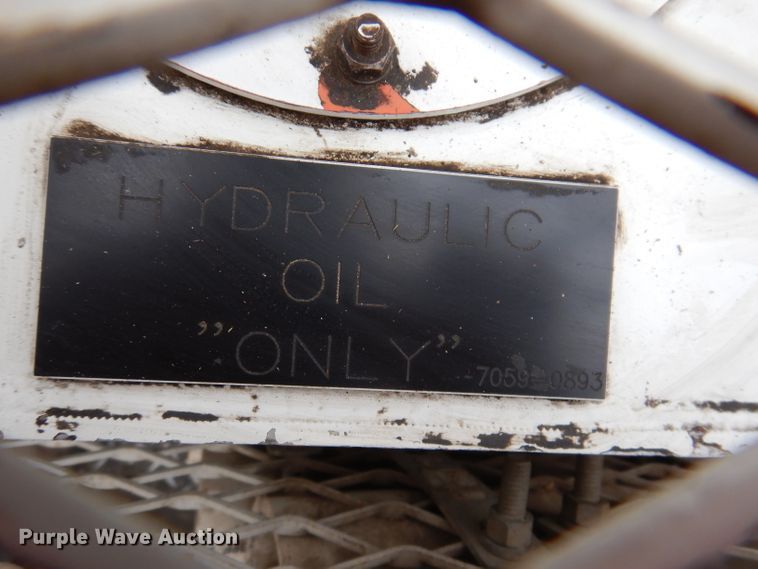 HYDRAULIC
OIL
"ONLY"
-7059-0893
Purple Wave Auction